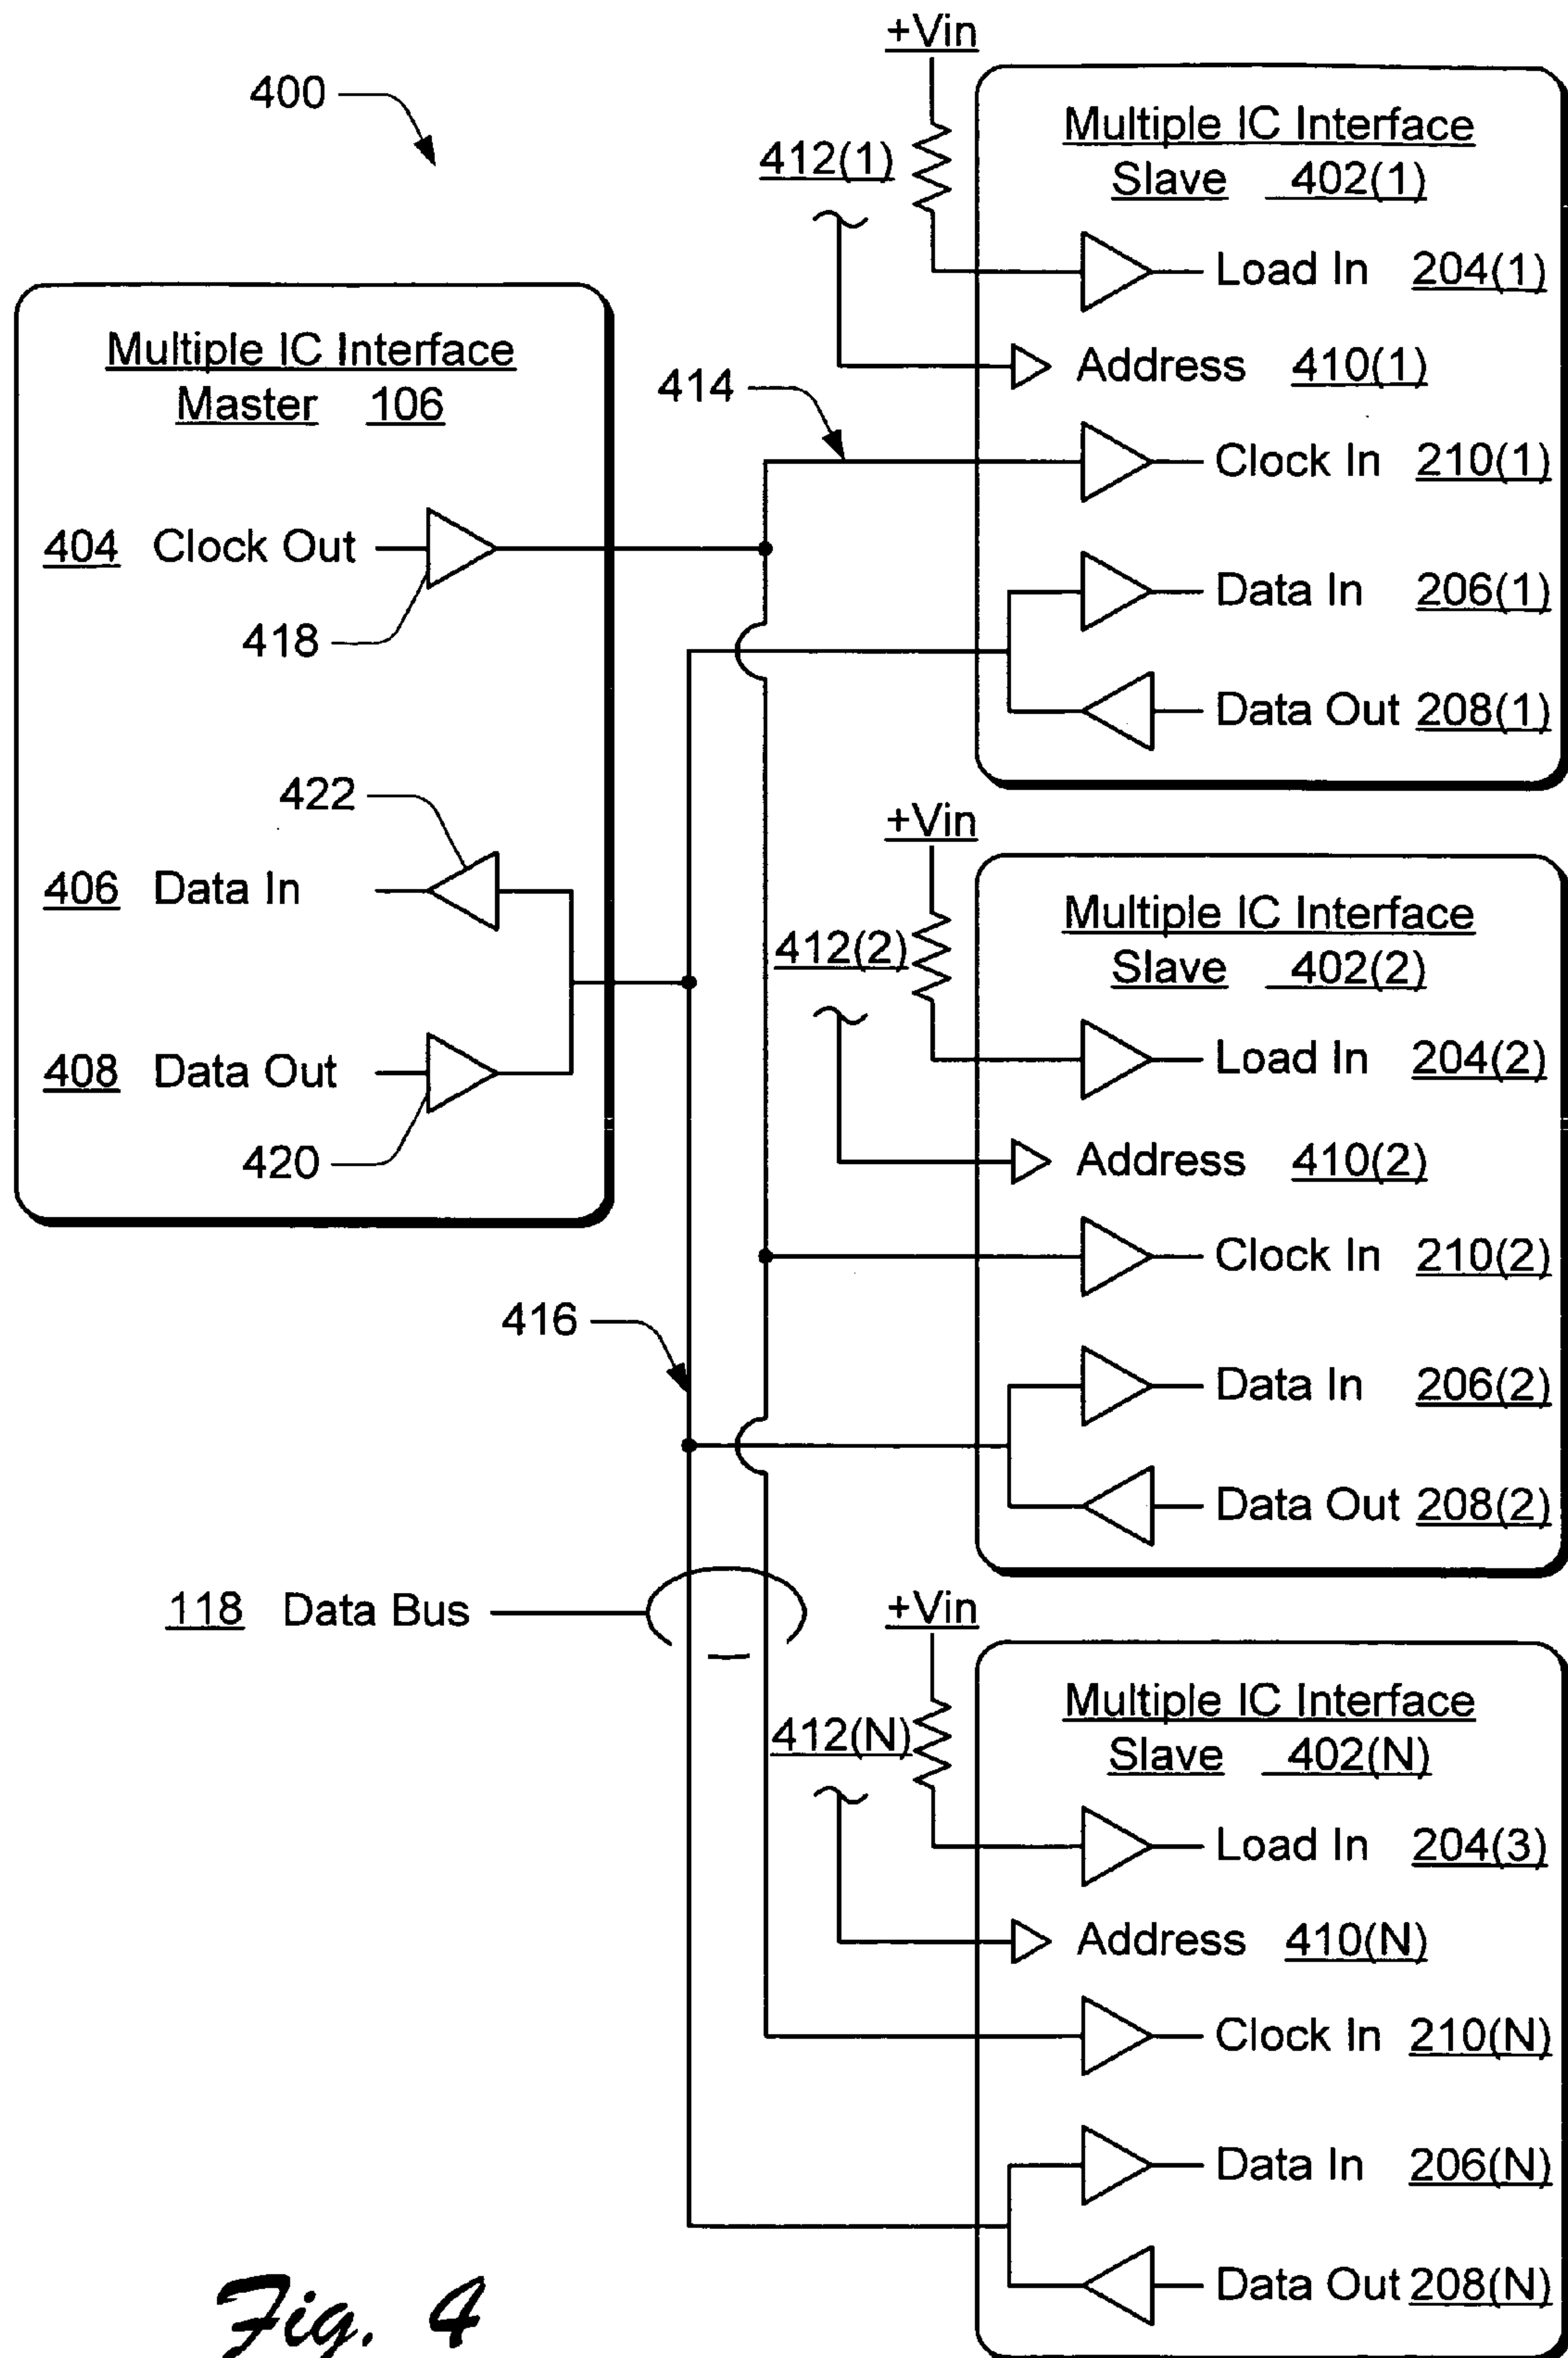 400
Multiple IC Interface
Master 106
404 Clock Out
418
422
406 Data In
408 Data Out
420
414
416
118 Data Bus
+Vin
412(1)
Multiple IC Interface
Slave 402(1)
Load In 204(1)
Address 410(1)
Clock In 210(1)
Data In 206(1)
Data Out 208(1)
+Vin
412(2)
Multiple IC Interface
Slave 402(2)
Load In 204(2)
Address 410(2)
Clock In 210(2)
Data In 206(2)
Data Out 208(2)
+Vin
412(N)
Multiple IC Interface
Slave 402(N)
Load In 204(3)
Address 410(N)
Clock In 210(N)
Data In 206(N)
Data Out 208(N)
Fig. 4